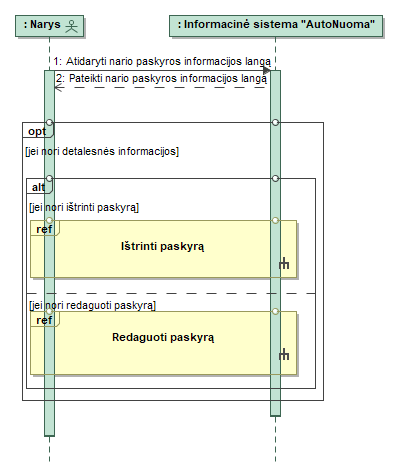 : Narys
: Informacinė sistema "AutoNuoma"
1: Atidaryti nario paskyros informacijos langą
2: Pateikti nario paskyros informacijos langą
opt
[jei nori detalesnės informacijos]
alt
[jei nori ištrinti paskyrą]
ref
Ištrinti paskyrą
[jei nori redaguoti paskyrą]
ref
Redaguoti paskyrą